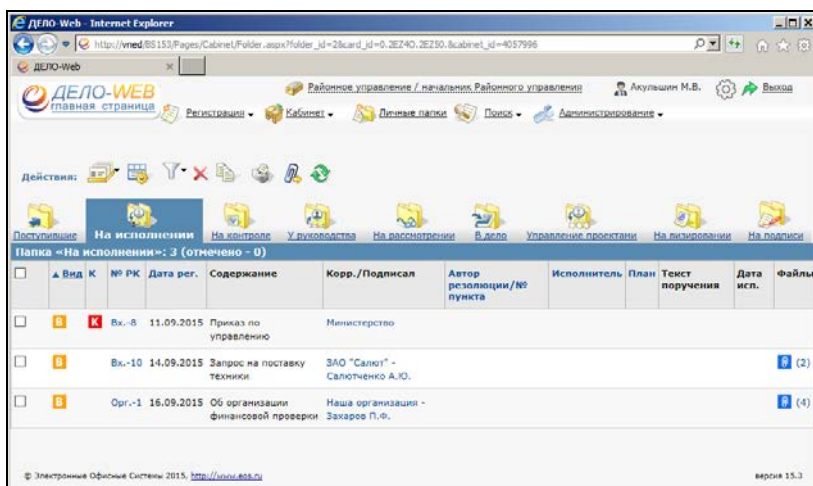 ДЕЛО-Web - Internet Explorer
http://vned/BS153/Pages/Cabinet/Folder.aspx?folder_id=2&card_id=0.2EZ4O.2EZ50.&cabinet_id=4057996
ДЕЛО-Web
ДЕЛО-WEB
главная страница
Районное управление / начальник Районного управления
Акульшин М.В.
Выход
Регистрация
Кабинет
Личные папки
Поиск
Администрирование
Действия:
Поступившие На исполнении На контроле У руководства На рассмотрении В дело Управление проектами На визировании На подписи
Папка «На исполнении»: 3 (отмечено - 0)
Вид К № РК Дата рег. Содержание Корр./Подписал Автор резолюции/№ пункта Исполнитель План Текст поручения Дата исп. Файлы
В К Вх.-8 11.09.2015 Приказ по управлению Министерство
В Вх.-10 14.09.2015 Запрос на поставку техники ЗАО "Салют" - Салютченко А.Ю. (2)
В Орг.-1 16.09.2015 Об организации финансовой проверки Наша организация - Захаров П.Ф. (4)
© Электронные Офисные Системы 2015, http://www.eos.ru
версия 15.3